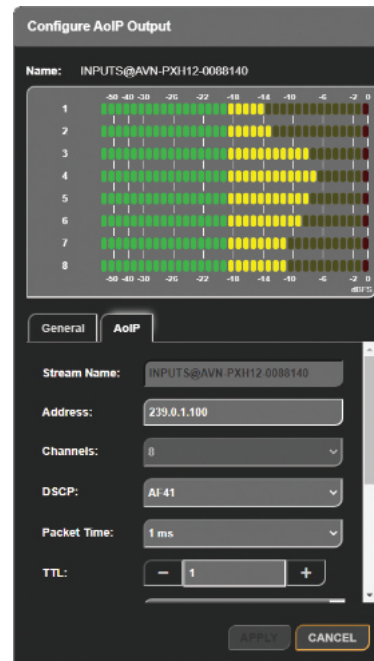 Configure AoIP Output
Name: INPUTS@AVN-PXH12-0088140
-50 -40 -30 -26 -22 -18 -14 -10 -6 -2 0
1
2
3
4
5
6
7
8
-50 -40 -30 -26 -22 -18 -14 -10 -6 -2 0
dBFS
General AoIP
Stream Name: INPUTS@AVN-PXH12-0088140
Address: 239.0.1.100
Channels: 8
DSCP: AF41
Packet Time: 1 ms
TTL: − 1 +
APPLY CANCEL